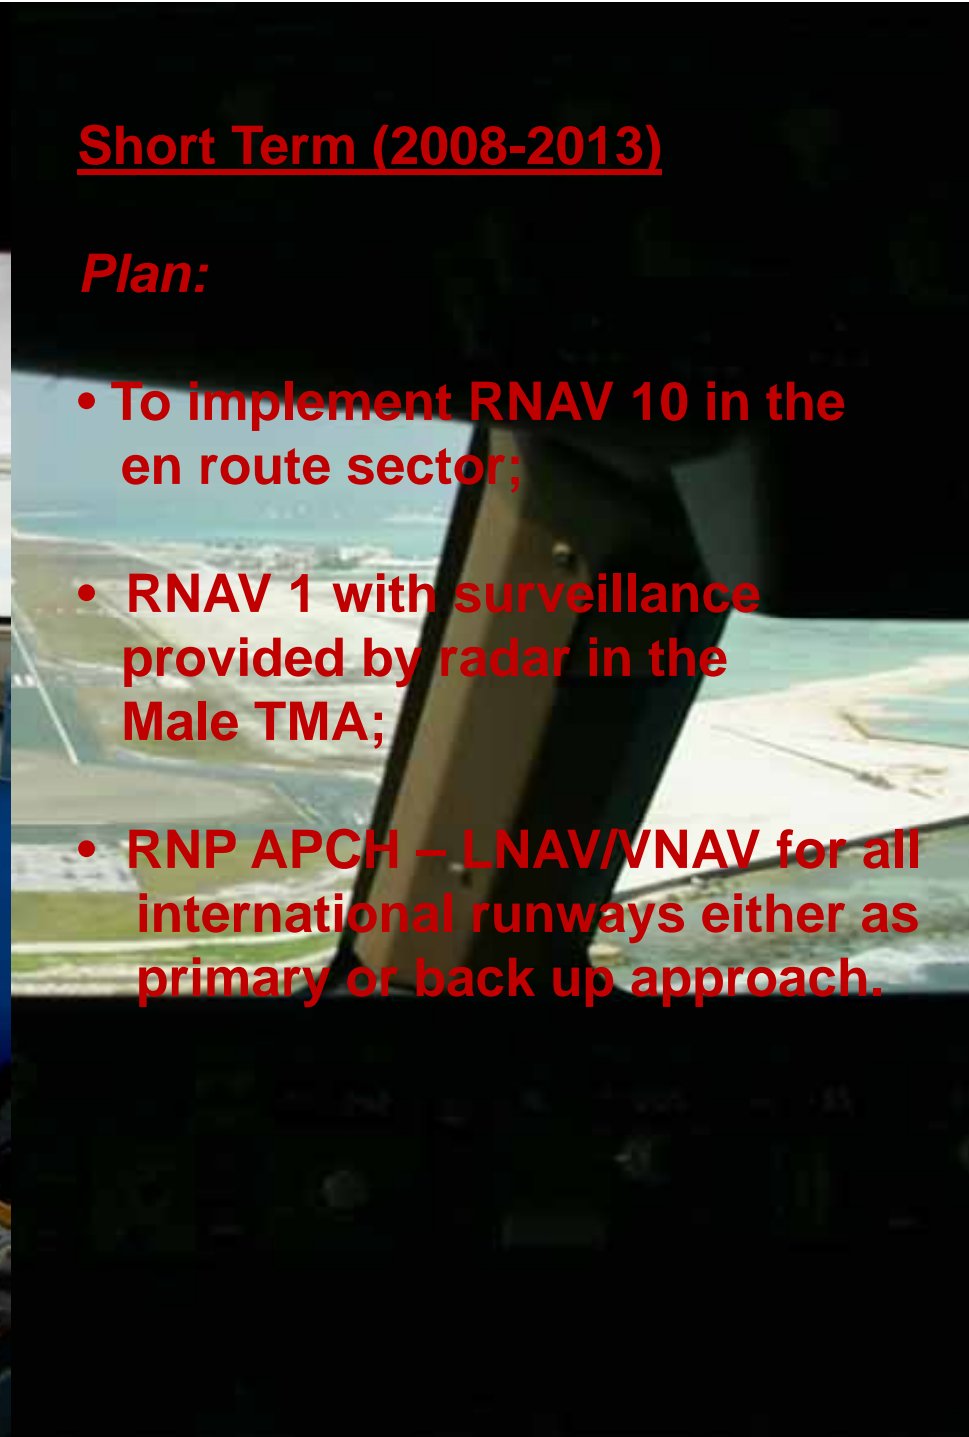 Short Term (2008-2013)
Plan:
• To implement RNAV 10 in the
en route sector;
• RNAV 1 with surveillance
provided by radar in the
Male TMA;
• RNP APCH – LNAV/VNAV for all
international runways either as
primary or back up approach.